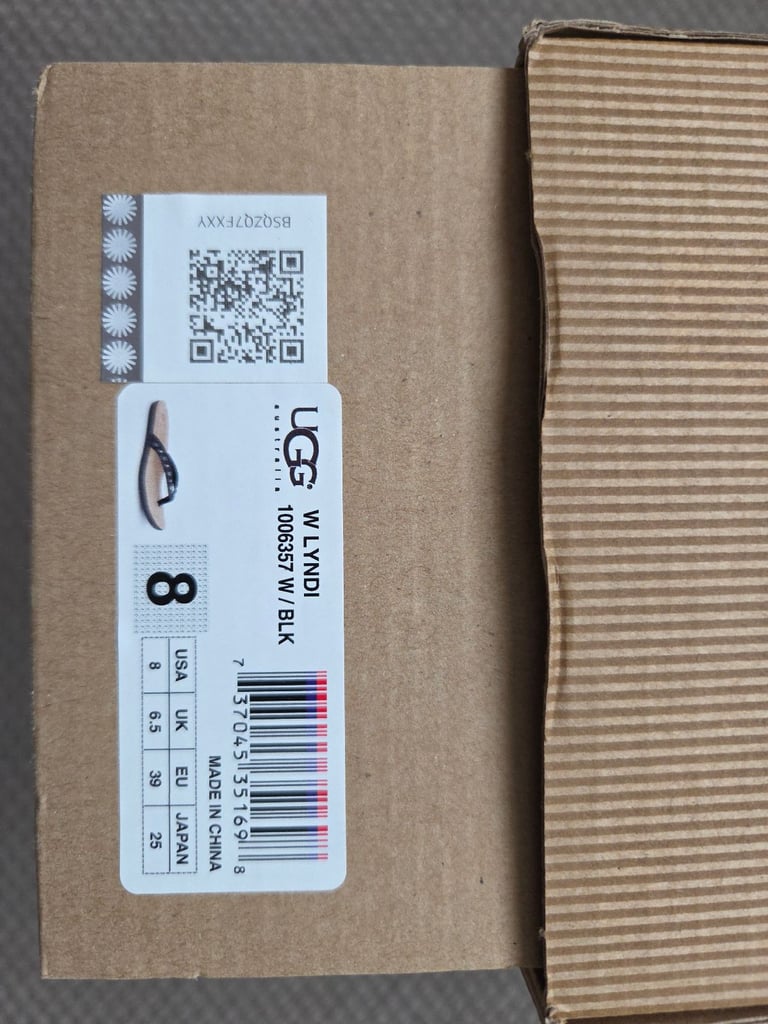 BSQZQ7FXXY
UGG
australia
W LYNDI
1006357 W / BLK
7 37045 35169 8
MADE IN CHINA
8
USA UK EU JAPAN
8 6.5 39 25